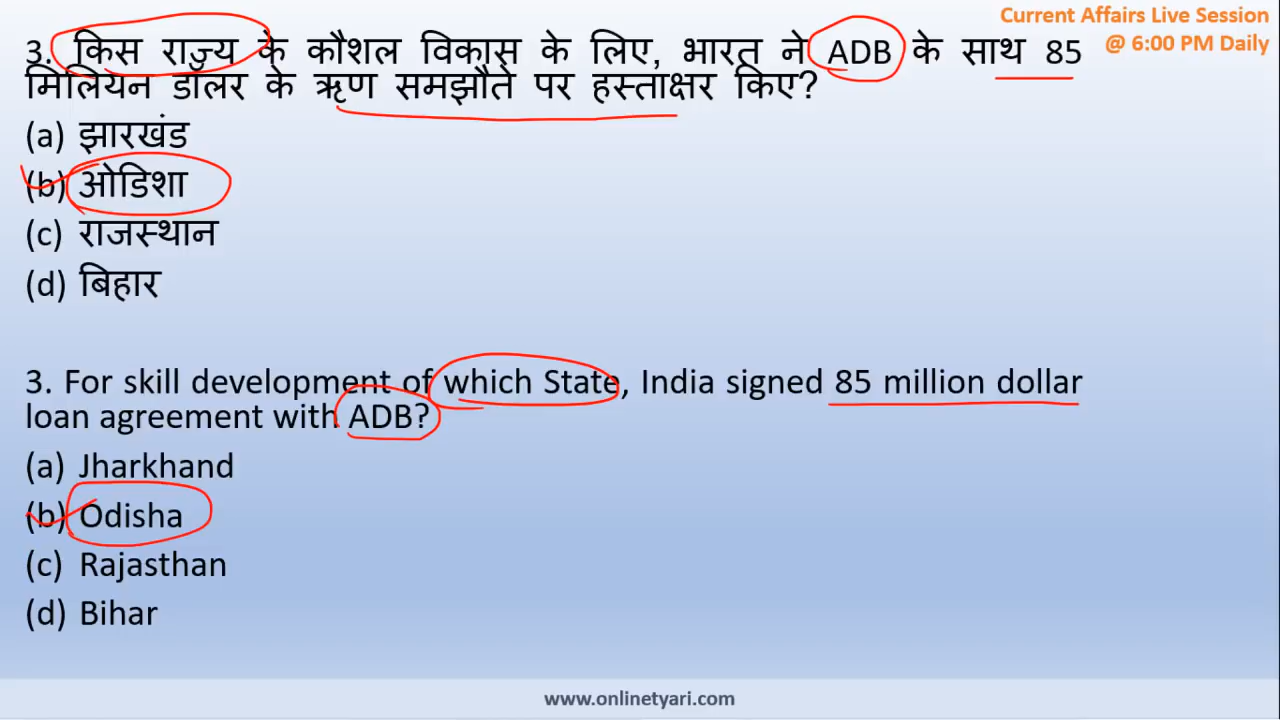 Current Affairs Live Session
@ 6:00 PM Daily
3. किस राज्य के कौशल विकास के लिए, भारत ने ADB के साथ 85
मिलियन डॉलर के ऋण समझौते पर हस्ताक्षर किए?
(a) झारखंड
(b) ओडिशा
(c) राजस्थान
(d) बिहार
3. For skill development of which State, India signed 85 million dollar
loan agreement with ADB?
(a) Jharkhand
(b) Odisha
(c) Rajasthan
(d) Bihar
www.onlinetyari.com